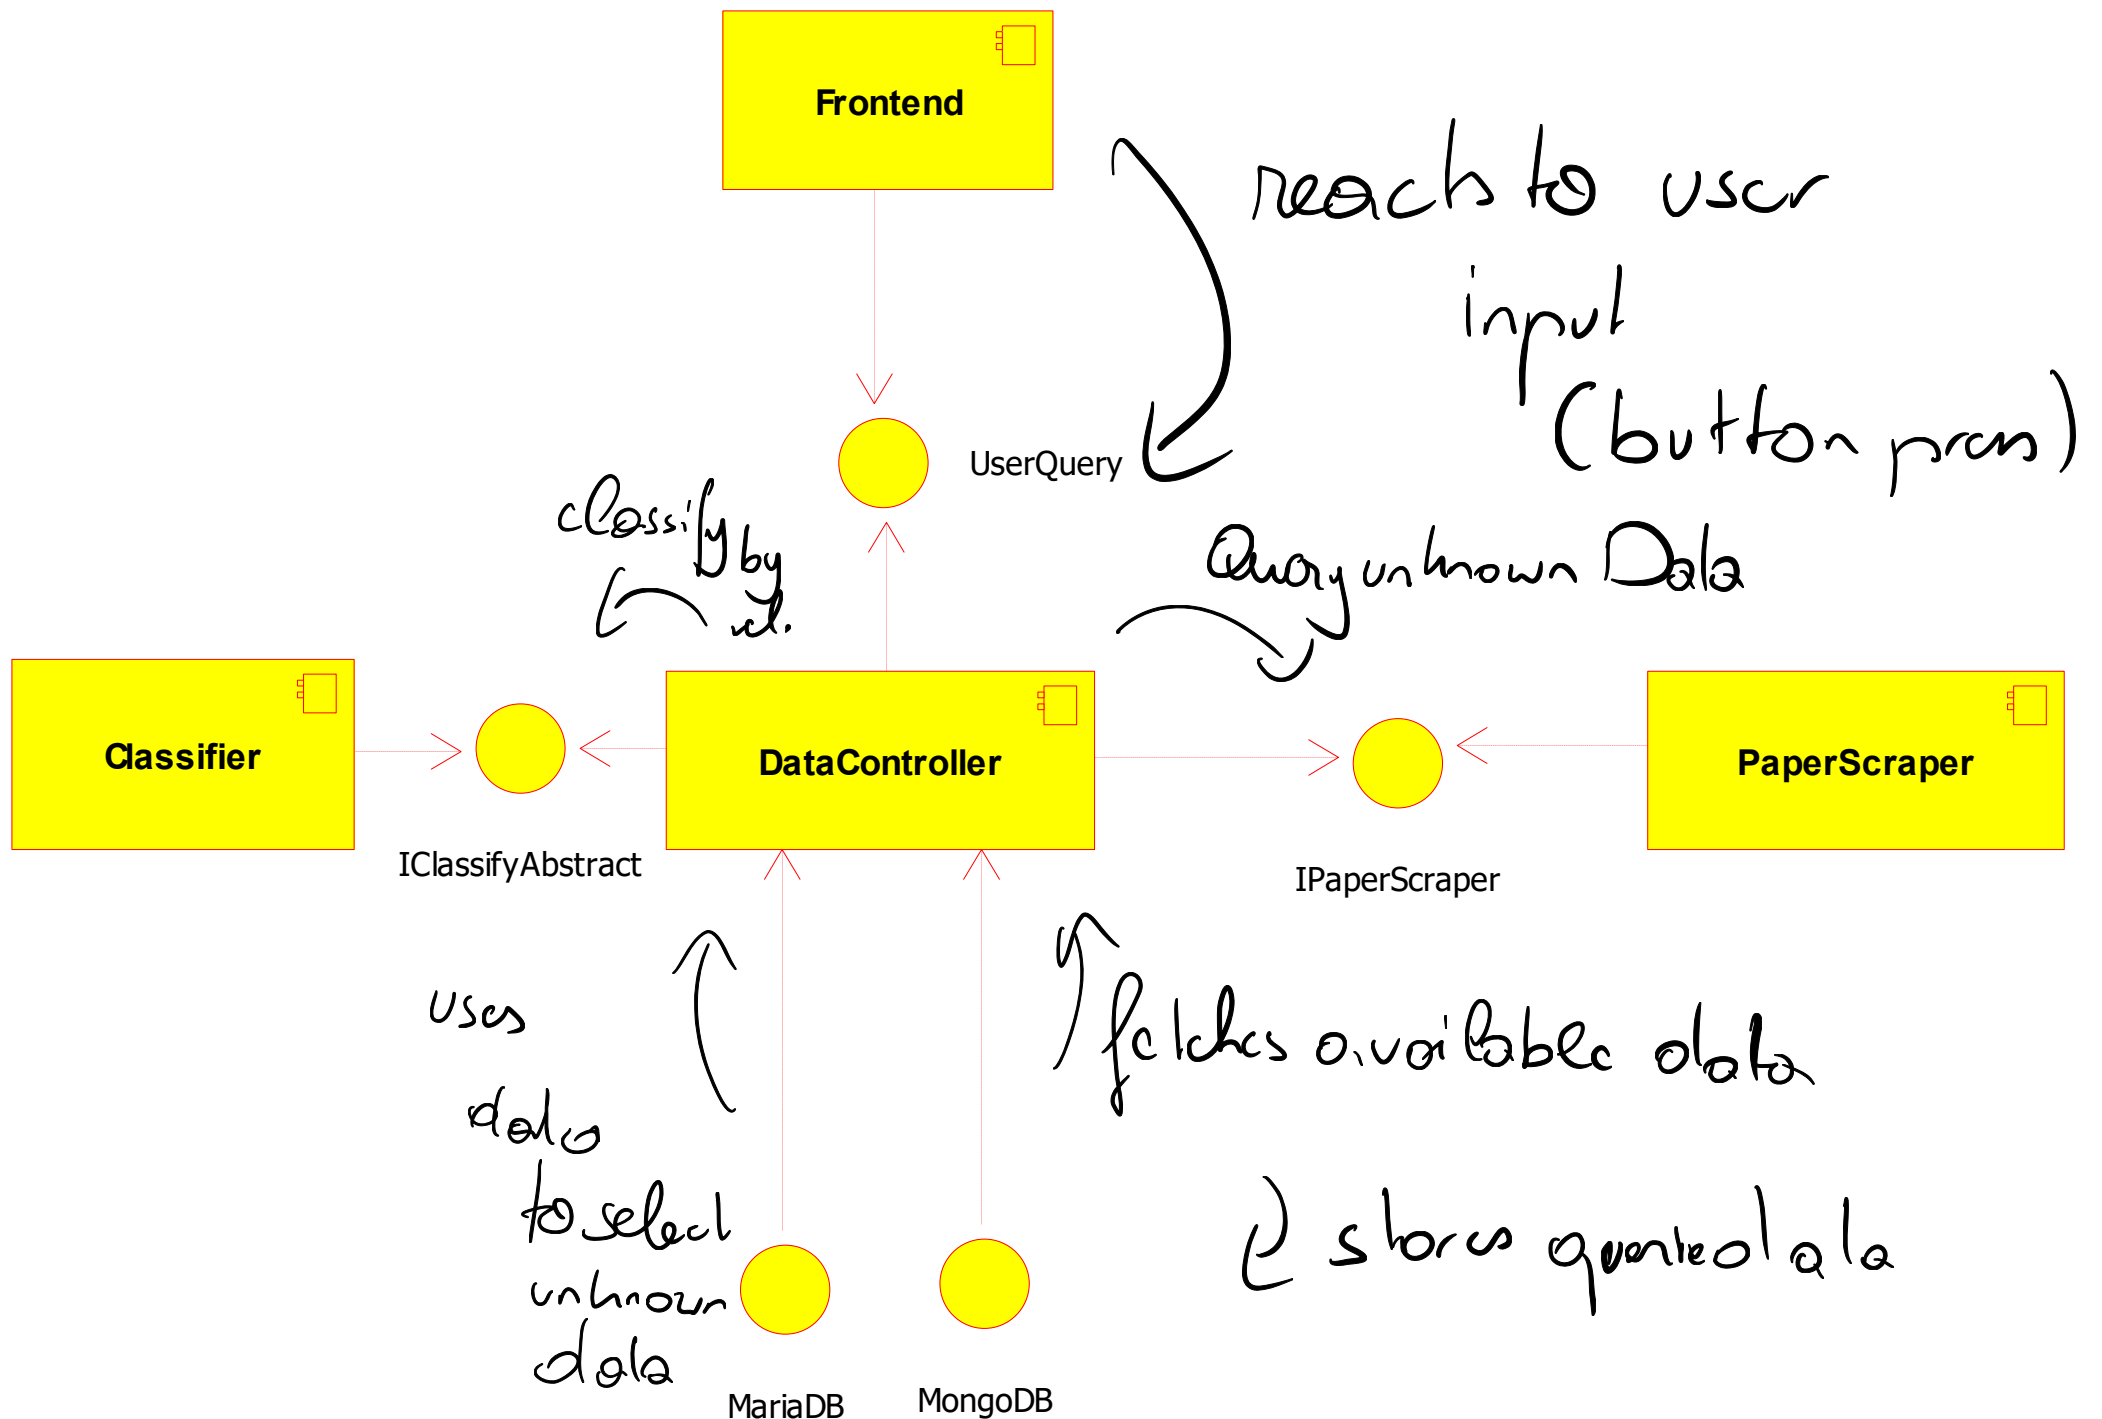 Frontend
reacts to user
input
(button press)
UserQuery
classify
by
Query unknown Data
Classifier
DataController
PaperScraper
IClassifyAbstract
IPaperScraper
uses
data
to select
unknown
data
fetches available data
stores queried data
MariaDB
MongoDB